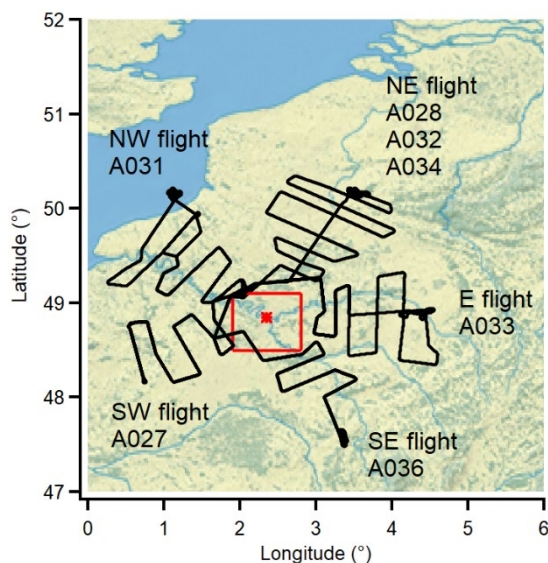 52
51
50
49
48
47
Latitude (°)
NE flight
A028
A032
A034
NW flight
A031
E flight
A033
SW flight
A027
SE flight
A036
0 1 2 3 4 5 6
Longitude (°)